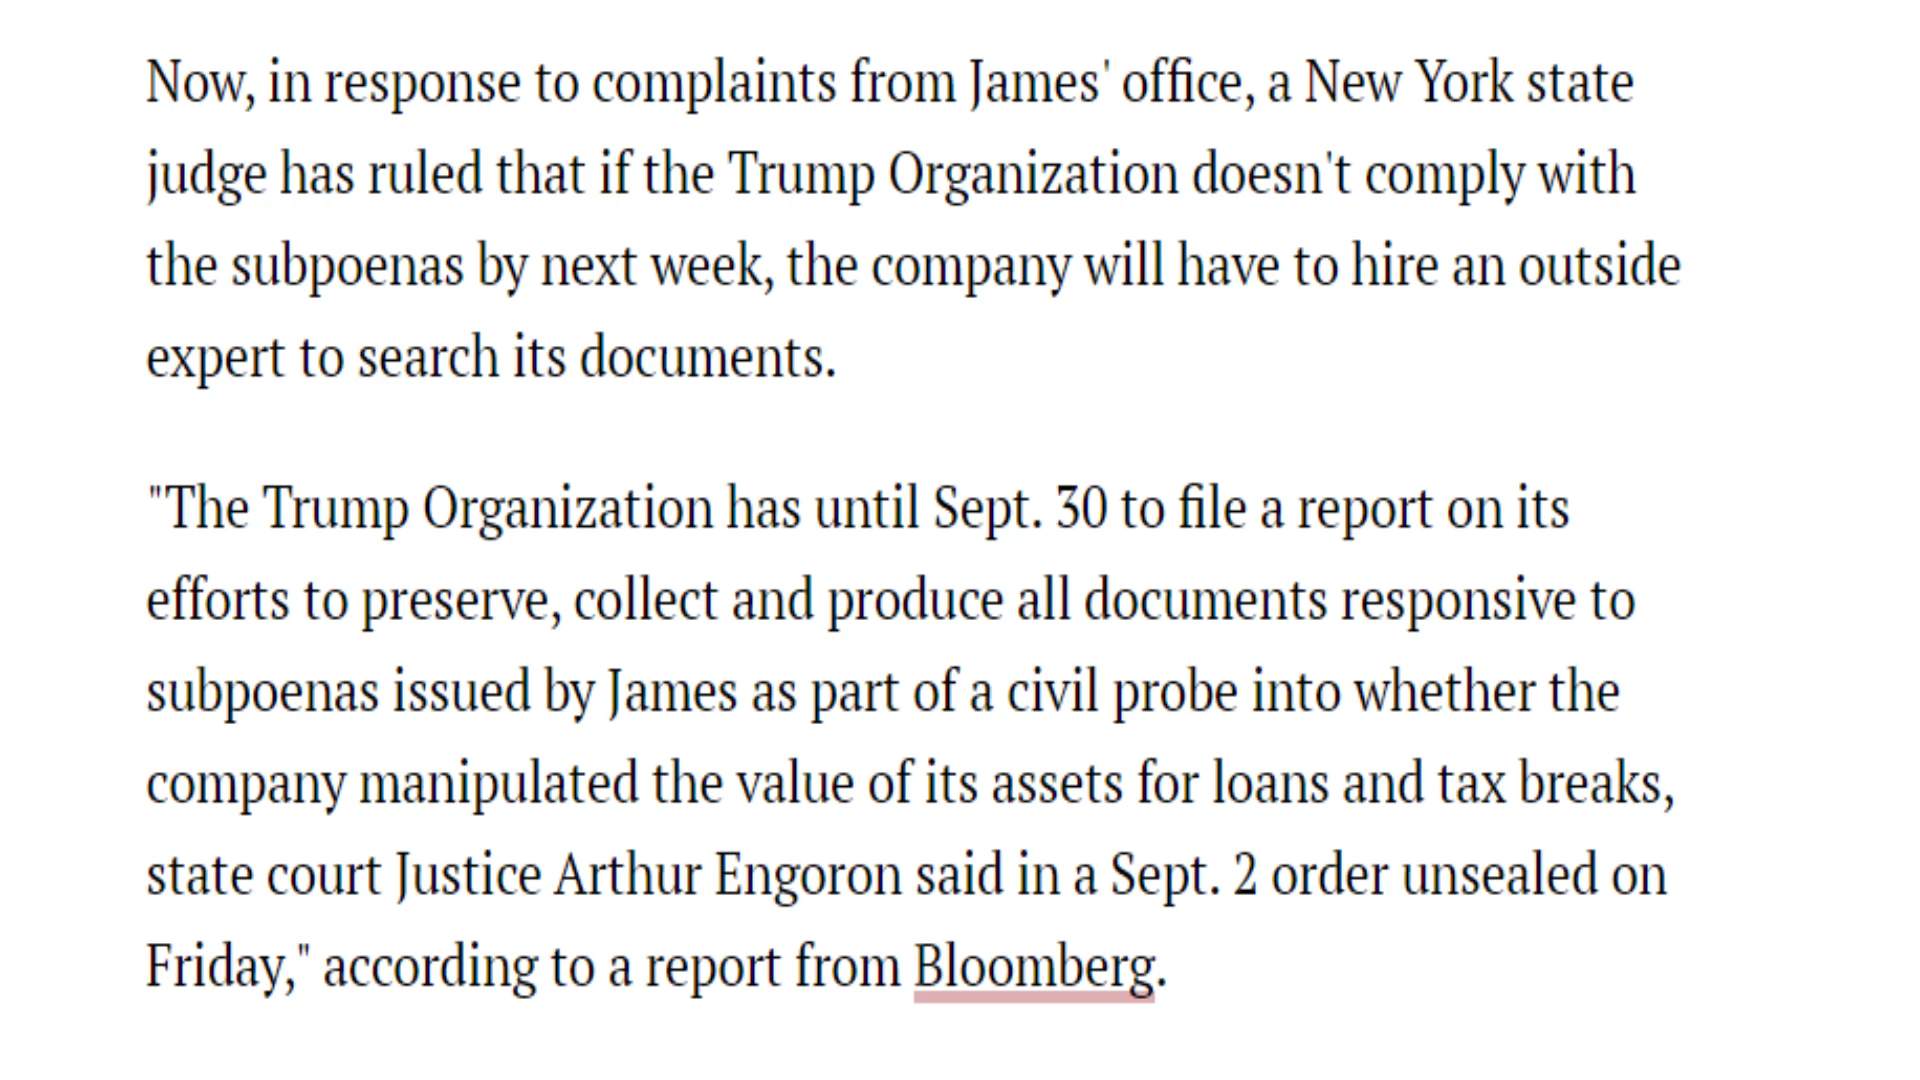 Now, in response to complaints from James' office, a New York state
judge has ruled that if the Trump Organization doesn't comply with
the subpoenas by next week, the company will have to hire an outside
expert to search its documents.
"The Trump Organization has until Sept. 30 to file a report on its
efforts to preserve, collect and produce all documents responsive to
subpoenas issued by James as part of a civil probe into whether the
company manipulated the value of its assets for loans and tax breaks,
state court Justice Arthur Engoron said in a Sept. 2 order unsealed on
Friday," according to a report from Bloomberg.